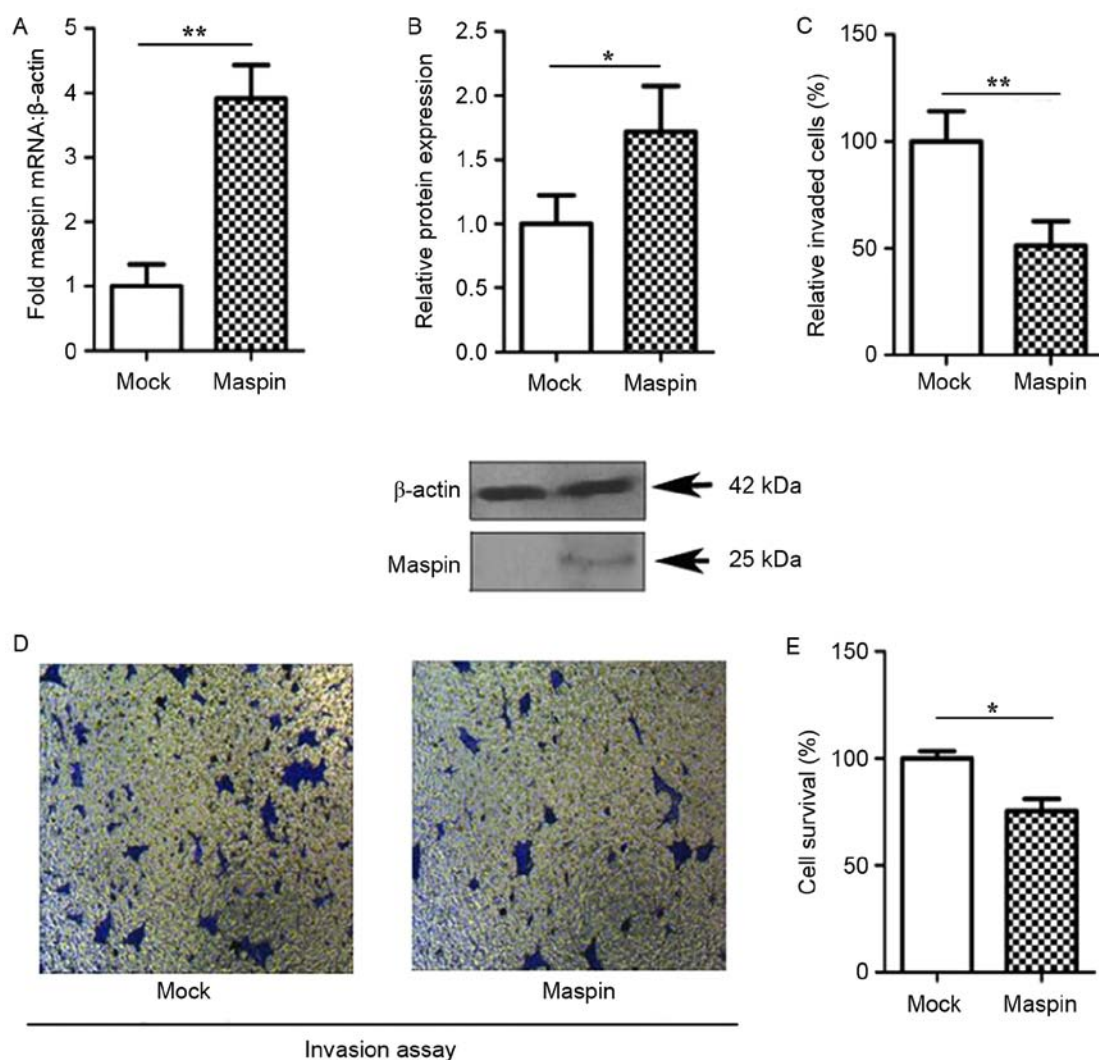 A
Fold maspin mRNA:β-actin
5
4
3
2
1
0
**
Mock
Maspin
B
Relative protein expression
2.5
2.0
1.5
1.0
0.5
0.0
*
Mock
Maspin
C
Relative invaded cells (%)
150
100
50
0
**
Mock
Maspin
β-actin
42 kDa
Maspin
25 kDa
D
Mock
Maspin
Invasion assay
E
Cell survival (%)
150
100
50
0
*
Mock
Maspin